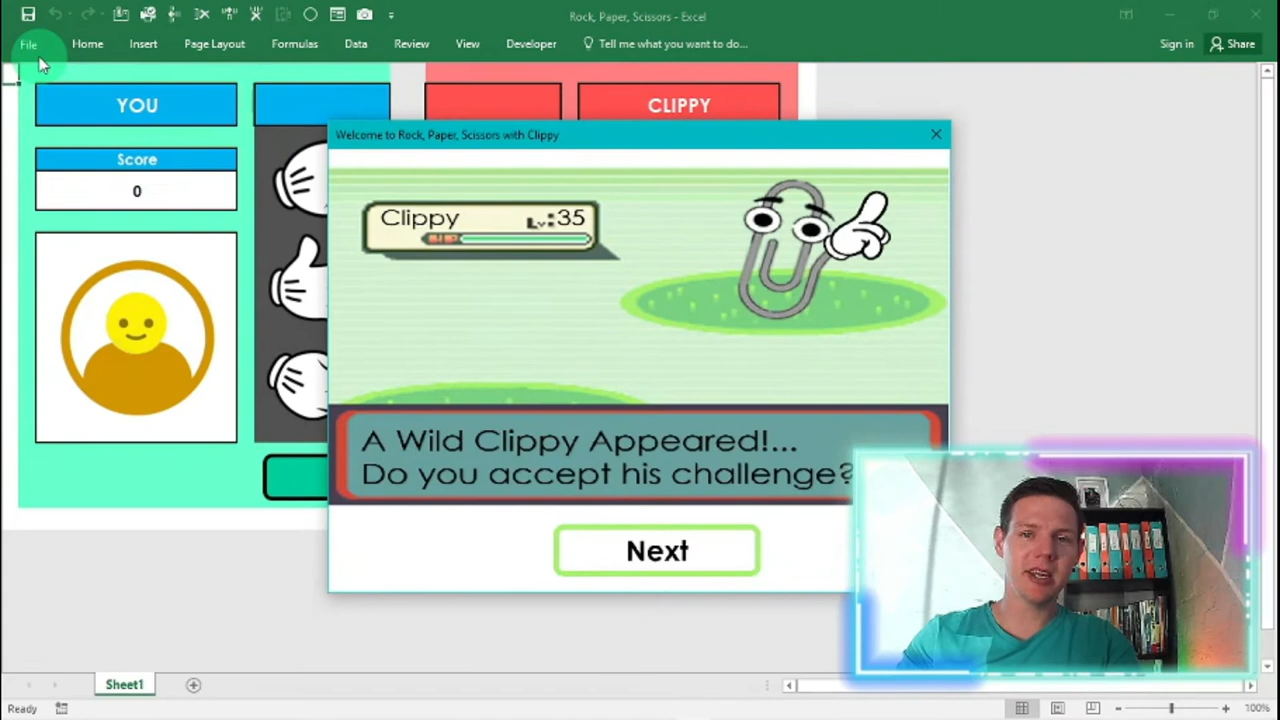 Rock, Paper, Scissors - Excel
File
Home
Insert
Page Layout
Formulas
Data
Review
View
Developer
Tell me what you want to do...
Sign in
Share
YOU
CLIPPY
Score
0
Welcome to Rock, Paper, Scissors with Clippy
Clippy Lv:35
HP
A Wild Clippy Appeared!...
Do you accept his challenge?
Next
Sheet1
Ready
100%